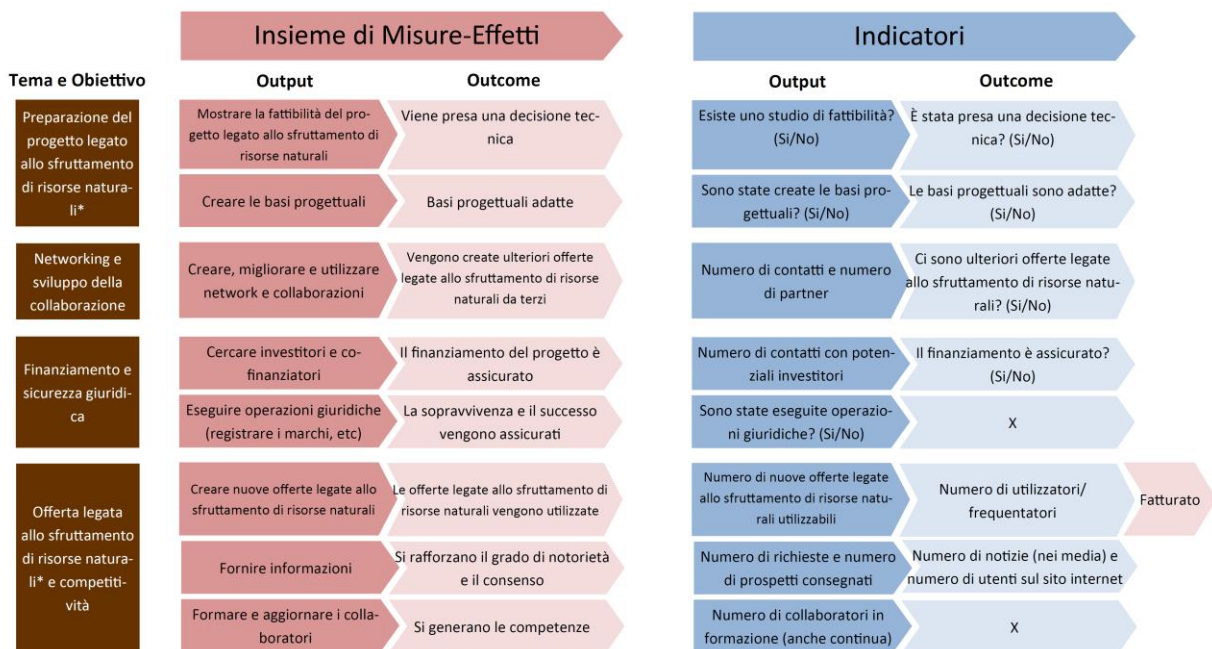 Insieme di Misure-Effetti
Indicatori
Tema e Obiettivo
Output
Outcome
Output
Outcome
Preparazione del
progetto legato
allo sfruttamento
di risorse natura-
li*
Mostrare la fattibilità del pro-
getto legato allo sfruttamento di
risorse naturali
Viene presa una decisione tec-
nica
Esiste uno studio di fattibilità?
(Si/No)
È stata presa una decisione tec-
nica? (Si/No)
Creare le basi progettuali
Basi progettuali adatte
Sono state create le basi pro-
gettuali? (Si/No)
Le basi progettuali sono adatte?
(Si/No)
Networking e
sviluppo della
collaborazione
Creare, migliorare e utilizzare
network e collaborazioni
Vengono create ulteriori offerte
legate allo sfruttamento di risorse
naturali da terzi
Numero di contatti e numero
di partner
Ci sono ulteriori offerte legate
allo sfruttamento di risorse natu-
rali? (Si/No)
Finanziamento e
sicurezza giuridi-
ca
Cercare investitori e co-
finanziatori
Il finanziamento del progetto è
assicurato
Numero di contatti con poten-
ziali investitori
Il finanziamento è assicurato?
(Si/No)
Eseguire operazioni giuridiche
(registrare i marchi, etc)
La sopravvivenza e il successo
vengono assicurati
Sono state eseguite operazio-
ni giuridiche? (Si/No)
X
Offerta legata
allo sfruttamento
di risorse natura-
li* e competiti-
vità
Creare nuove offerte legate allo
sfruttamento di risorse naturali
Le offerte legate allo sfruttamento di
risorse naturali vengono utilizzate
Numero di nuove offerte legate
allo sfruttamento di risorse natu-
rali utilizzabili
Numero di utilizzatori/
frequentatori
Fatturato
Fornire informazioni
Si rafforzano il grado di notorietà
e il consenso
Numero di richieste e numero
di prospetti consegnati
Numero di notizie (nei media) e
numero di utenti sul sito internet
Formare e aggiornare i colla-
boratori
Si generano le competenze
Numero di collaboratori in
formazione (anche continua)
X